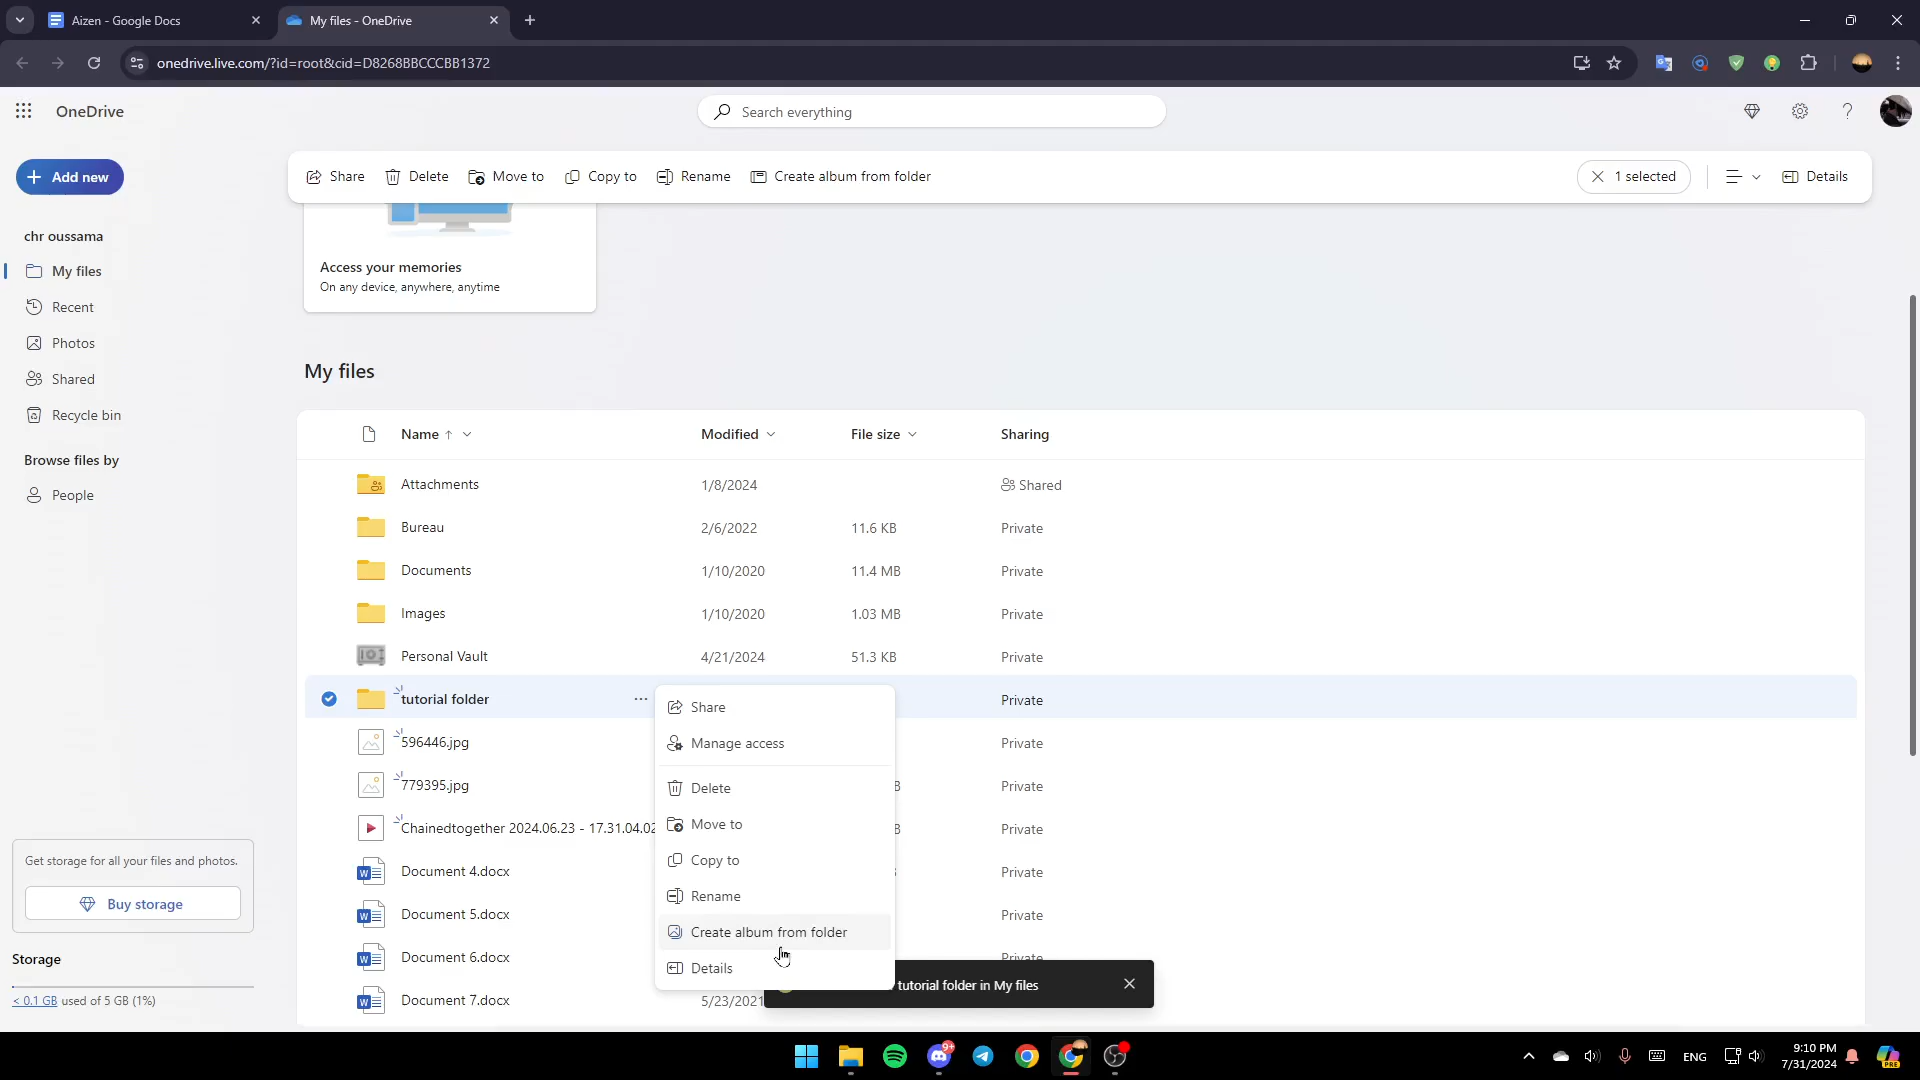 Aizen - Google Docs
My files - OneDrive
onedrive.live.com/?id=root&cid=D8268BBCCCBB1372
OneDrive
Search everything
Add new
Share Delete Move to Copy to Rename Create album from folder
1 selected
Details
Access your memories
On any device, anywhere, anytime
chr oussama
My files
Recent
Photos
Shared
Recycle bin
Browse files by
People
Get storage for all your files and photos.
Buy storage
Storage
< 0.1 GB used of 5 GB (1%)
My files
Name Modified File size Sharing
Attachments 1/8/2024 Shared
Bureau 2/6/2022 11.6 KB Private
Documents 1/10/2020 11.4 MB Private
Images 1/10/2020 1.03 MB Private
Personal Vault 4/21/2024 51.3 KB Private
tutorial folder Private
596446.jpg Private
779395.jpg B Private
Chainedtogether 2024.06.23 - 17.31.04.02 B Private
Document 4.docx Private
Document 5.docx Private
Document 6.docx Private
Document 7.docx 5/23/2021
Share
Manage access
Delete
Move to
Copy to
Rename
Create album from folder
Details
tutorial folder in My files
9+
ENG
9:10 PM
7/31/2024
PRE